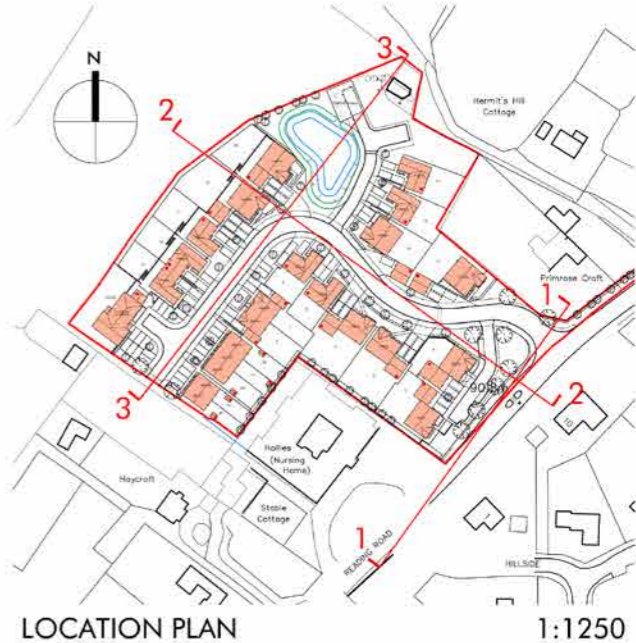 3
N
2
Hermit's Hill
Cottage
Primrose Croft
1
3
2
10
Hollies
(Nursing
Home)
Haycroft
Stable
Cottage
1
READING ROAD
HILLSIDE
LOCATION PLAN
1:1250